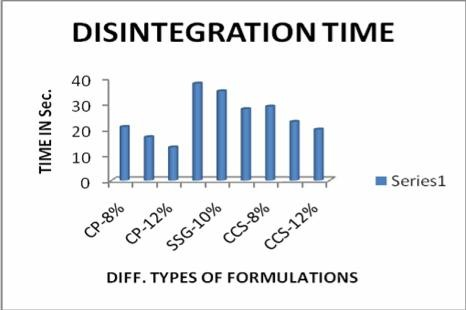 DISINTEGRATION TIME
TIME IN Sec.
40
30
20
10
0
CP-8%
CP-12%
SSG-10%
CCS-8%
CCS-12%
Series1
DIFF. TYPES OF FORMULATIONS